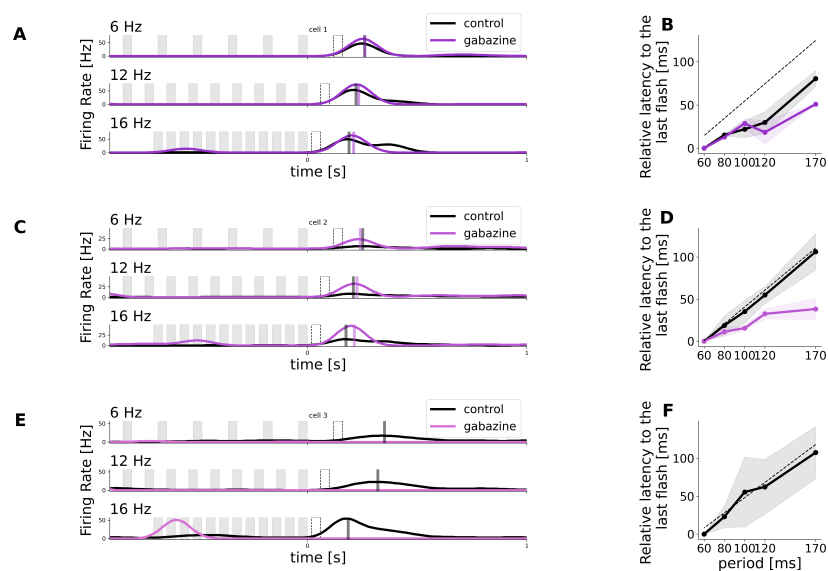 A
6 Hz
cell 1
control
gabazine
50
0
12 Hz
50
0
16 Hz
50
0
Firing Rate [Hz]
0
1
time [s]
B
Relative latency to the
last flash [ms]
100
50
0
60 80 100 120 170
C
6 Hz
cell 2
control
gabazine
25
0
12 Hz
25
0
16 Hz
25
0
Firing Rate [Hz]
0
1
time [s]
D
Relative latency to the
last flash [ms]
100
50
0
60 80 100 120 170
E
6 Hz
cell 3
control
gabazine
50
0
12 Hz
50
0
16 Hz
50
0
Firing Rate [Hz]
0
1
time [s]
F
Relative latency to the
last flash [ms]
100
50
0
60 80 100 120 170
period [ms]